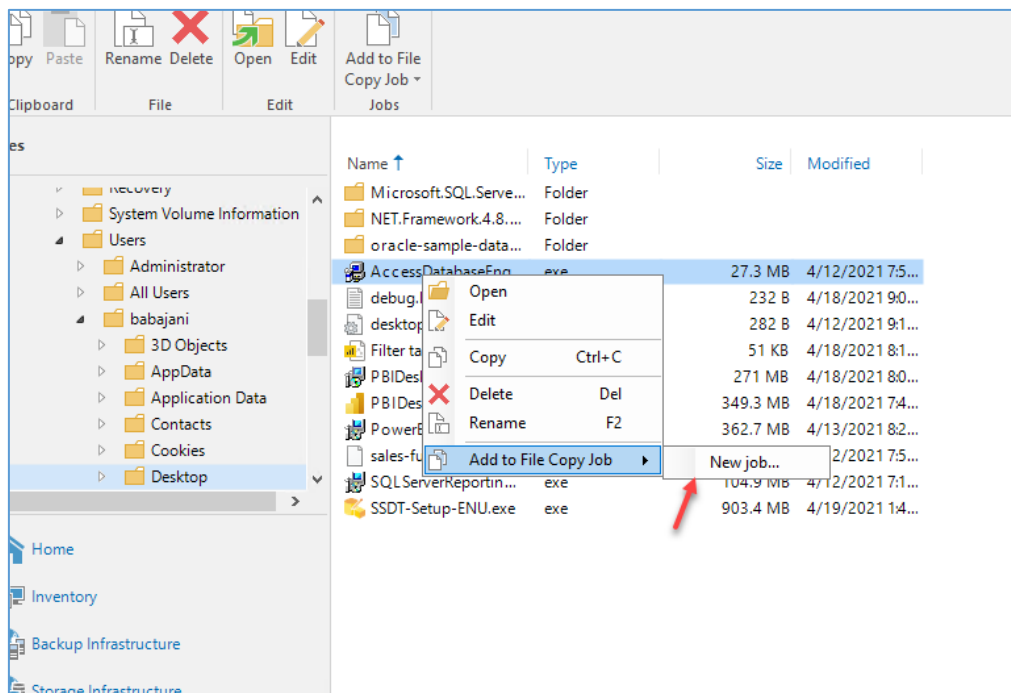 opy Paste Rename Delete Open Edit Add to File
Copy Job
Clipboard File Edit Jobs
es
Name Type Size Modified
Recovery
System Volume Information
Users
Administrator
All Users
babajani
3D Objects
AppData
Application Data
Contacts
Cookies
Desktop
Microsoft.SQL.Serve... Folder
NET.Framework.4.8.... Folder
oracle-sample-data... Folder
AccessDatabaseEng exe 27.3 MB 4/12/2021 7:5...
debug. 232 B 4/18/2021 9:0...
desktop 282 B 4/12/2021 9:1...
Filter ta 51 KB 4/18/2021 8:1...
PBIDes 271 MB 4/18/2021 8:0...
PBIDes 349.3 MB 4/18/2021 7:4...
PowerB 362.7 MB 4/13/2021 8:2...
sales-fu 2/2021 7:5...
SQLServerReportin... exe 104.9 MB 4/12/2021 7:1...
SSDT-Setup-ENU.exe exe 903.4 MB 4/19/2021 1:4...
Open
Edit
Copy Ctrl+C
Delete Del
Rename F2
Add to File Copy Job
New job...
Home
Inventory
Backup Infrastructure
Storage Infrastructure